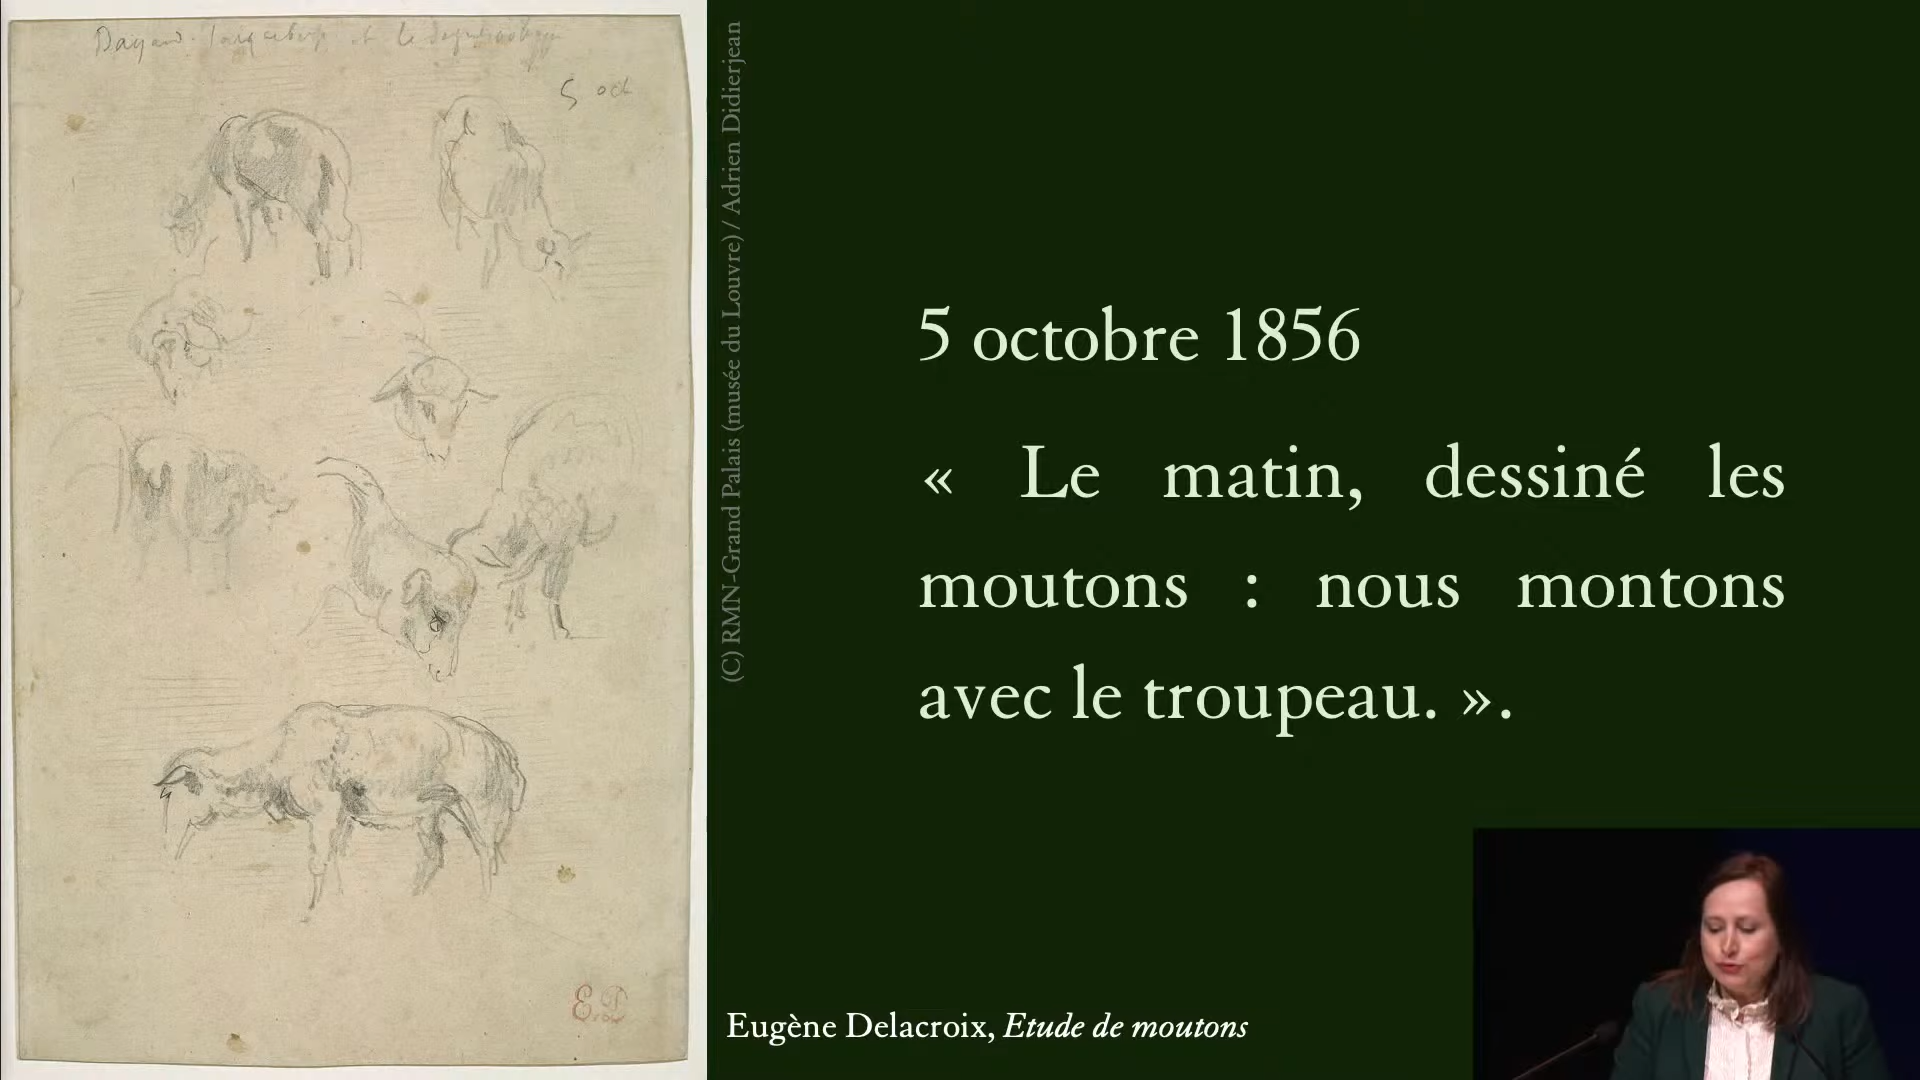 5 oct
(C) RMN-Grand Palais (musée du Louvre) / Adrien Didierjean
5 octobre 1856
« Le matin, dessiné les
moutons : nous montons
avec le troupeau. ».
E.D
Eugène Delacroix, Etude de moutons